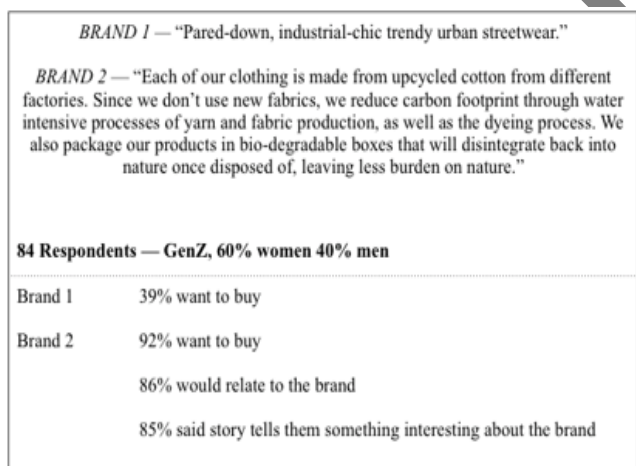 BRAND 1 — “Pared-down, industrial-chic trendy urban streetwear.”
BRAND 2 — “Each of our clothing is made from upcycled cotton from different
factories. Since we don’t use new fabrics, we reduce carbon footprint through water
intensive processes of yarn and fabric production, as well as the dyeing process. We
also package our products in bio-degradable boxes that will disintegrate back into
nature once disposed of, leaving less burden on nature.”
84 Respondents — GenZ, 60% women 40% men
Brand 1 39% want to buy
Brand 2 92% want to buy
86% would relate to the brand
85% said story tells them something interesting about the brand